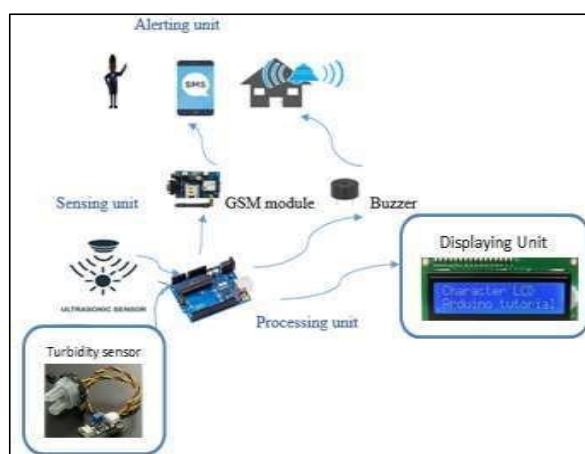 Alerting unit
SMS
Sensing unit
GSM module
Buzzer
Displaying Unit
Character LCD
Arduino tutorial
ULTRASONIC SENSOR
Processing unit
Turbidity sensor